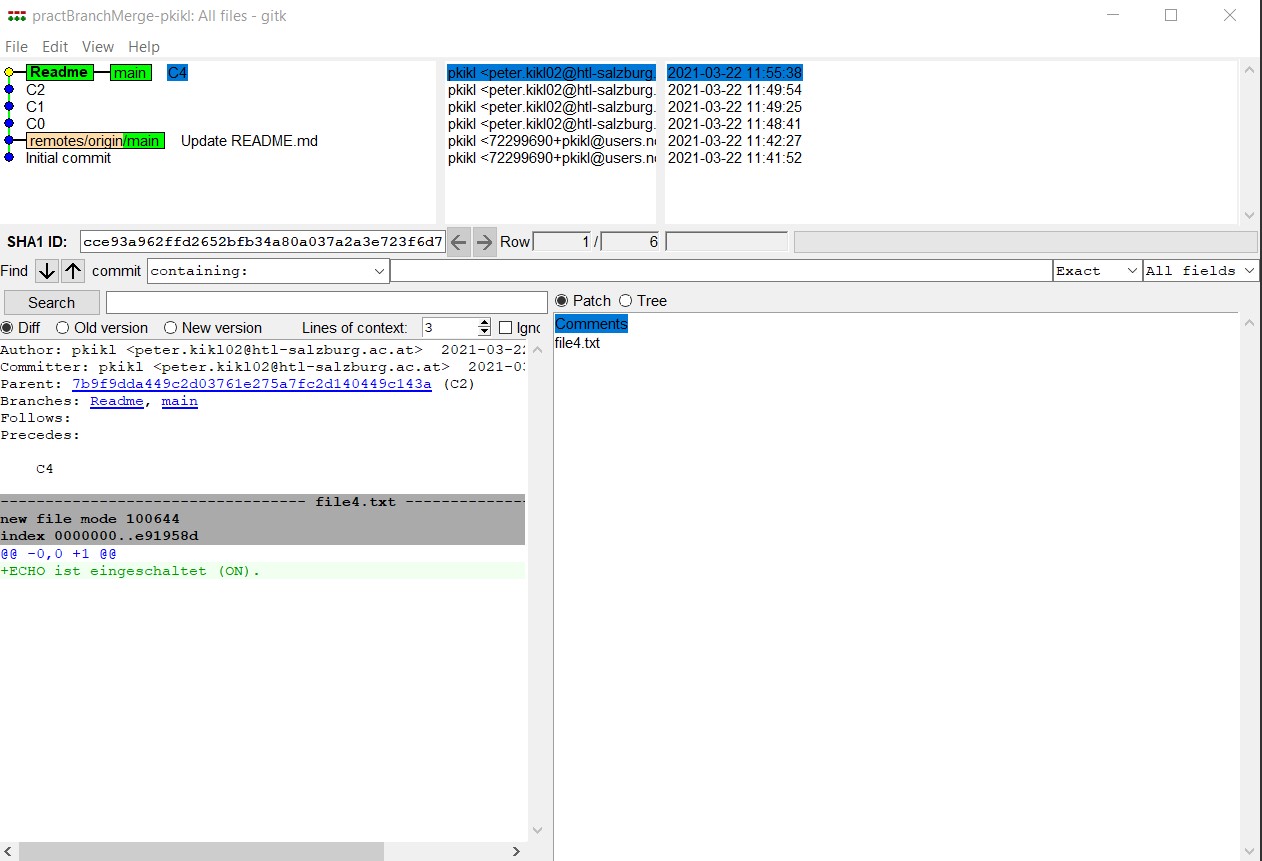 practBranchMerge-pkikl: All files - gitk
File Edit View Help
Readme main C4 pkikl <peter.kikl02@htl-salzburg. 2021-03-22 11:55:38
C2 pkikl <peter.kikl02@htl-salzburg. 2021-03-22 11:49:54
C1 pkikl <peter.kikl02@htl-salzburg. 2021-03-22 11:49:25
C0 pkikl <peter.kikl02@htl-salzburg. 2021-03-22 11:48:41
remotes/origin/main Update README.md pkikl <72299690+pkikl@users.no 2021-03-22 11:42:27
Initial commit pkikl <72299690+pkikl@users.no 2021-03-22 11:41:52
SHA1 ID: cce93a962ffd2652bfb34a80a037a2a3e723f6d7 Row 1 / 6
Find commit containing: Exact All fields
Search Patch Tree
Diff Old version New version Lines of context: 3 Igno
Comments
file4.txt
Author: pkikl <peter.kikl02@htl-salzburg.ac.at> 2021-03-22
Committer: pkikl <peter.kikl02@htl-salzburg.ac.at> 2021-03
Parent: 7b9f9dda449c2d03761e275a7fc2d140449c143a (C2)
Branches: Readme, main
Follows:
Precedes:
C4
---------------------------------- file4.txt -------------
new file mode 100644
index 0000000..e91958d
@@ -0,0 +1 @@
+ECHO ist eingeschaltet (ON).